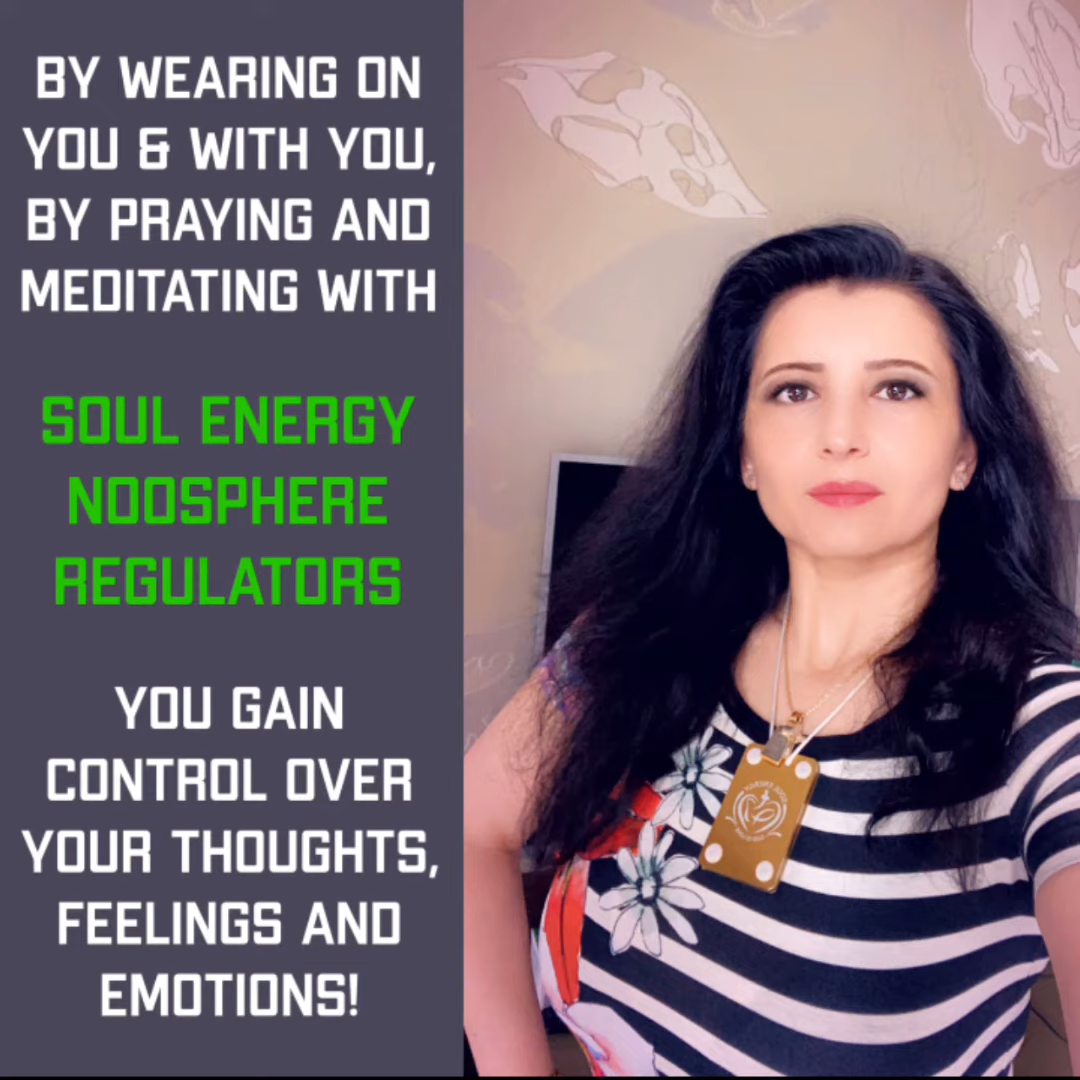 BY WEARING ON
YOU & WITH YOU,
BY PRAYING AND
MEDITATING WITH
SOUL ENERGY
NOOSPHERE
REGULATORS
YOU GAIN
CONTROL OVER
YOUR THOUGHTS,
FEELINGS AND
EMOTIONS!